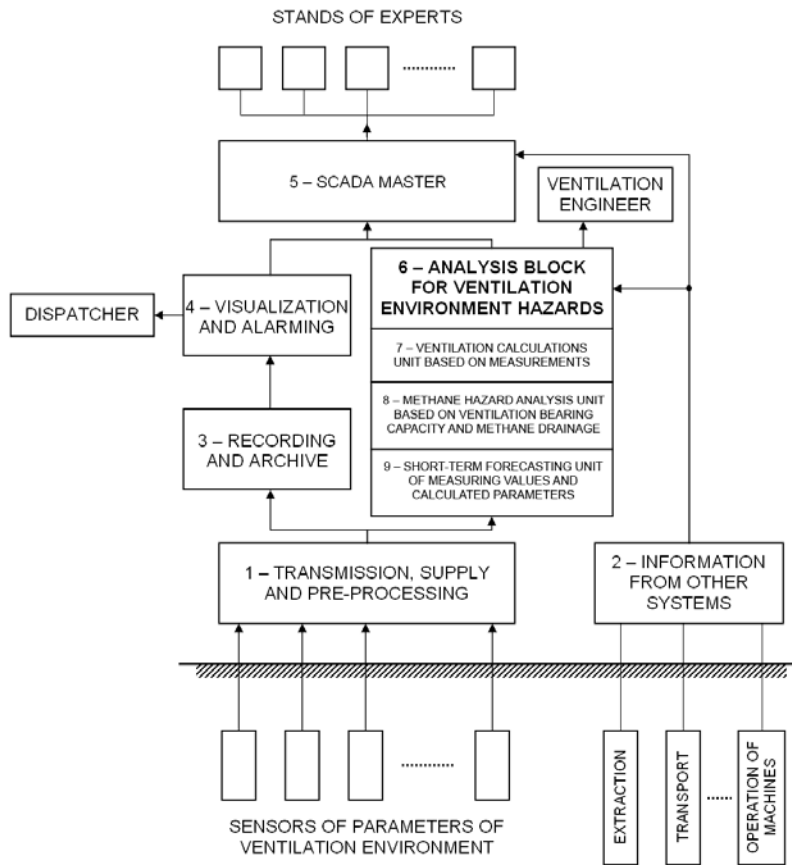 STANDS OF EXPERTS
5 – SCADA MASTER
VENTILATION
ENGINEER
6 – ANALYSIS BLOCK
FOR VENTILATION
ENVIRONMENT HAZARDS
DISPATCHER
4 – VISUALIZATION
AND ALARMING
7 – VENTILATION CALCULATIONS
UNIT BASED ON MEASUREMENTS
8 – METHANE HAZARD ANALYSIS UNIT
BASED ON VENTILATION BEARING
CAPACITY AND METHANE DRAINAGE
3 – RECORDING
AND ARCHIVE
9 – SHORT-TERM FORECASTING UNIT
OF MEASURING VALUES AND
CALCULATED PARAMETERS
1 – TRANSMISSION, SUPPLY
AND PRE-PROCESSING
2 – INFORMATION
FROM OTHER
SYSTEMS
EXTRACTION
TRANSPORT
OPERATION OF
MACHINES
SENSORS OF PARAMETERS OF
VENTILATION ENVIRONMENT